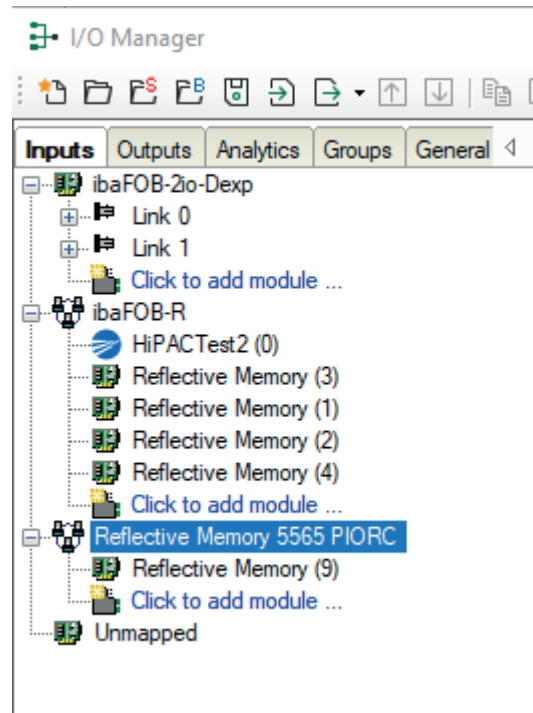 I/O Manager
Inputs Outputs Analytics Groups General
ibaFOB-2io-Dexp
Link 0
Link 1
Click to add module ...
ibaFOB-R
HiPACTest2 (0)
Reflective Memory (3)
Reflective Memory (1)
Reflective Memory (2)
Reflective Memory (4)
Click to add module ...
Reflective Memory 5565 PIORC
Reflective Memory (9)
Click to add module ...
Unmapped